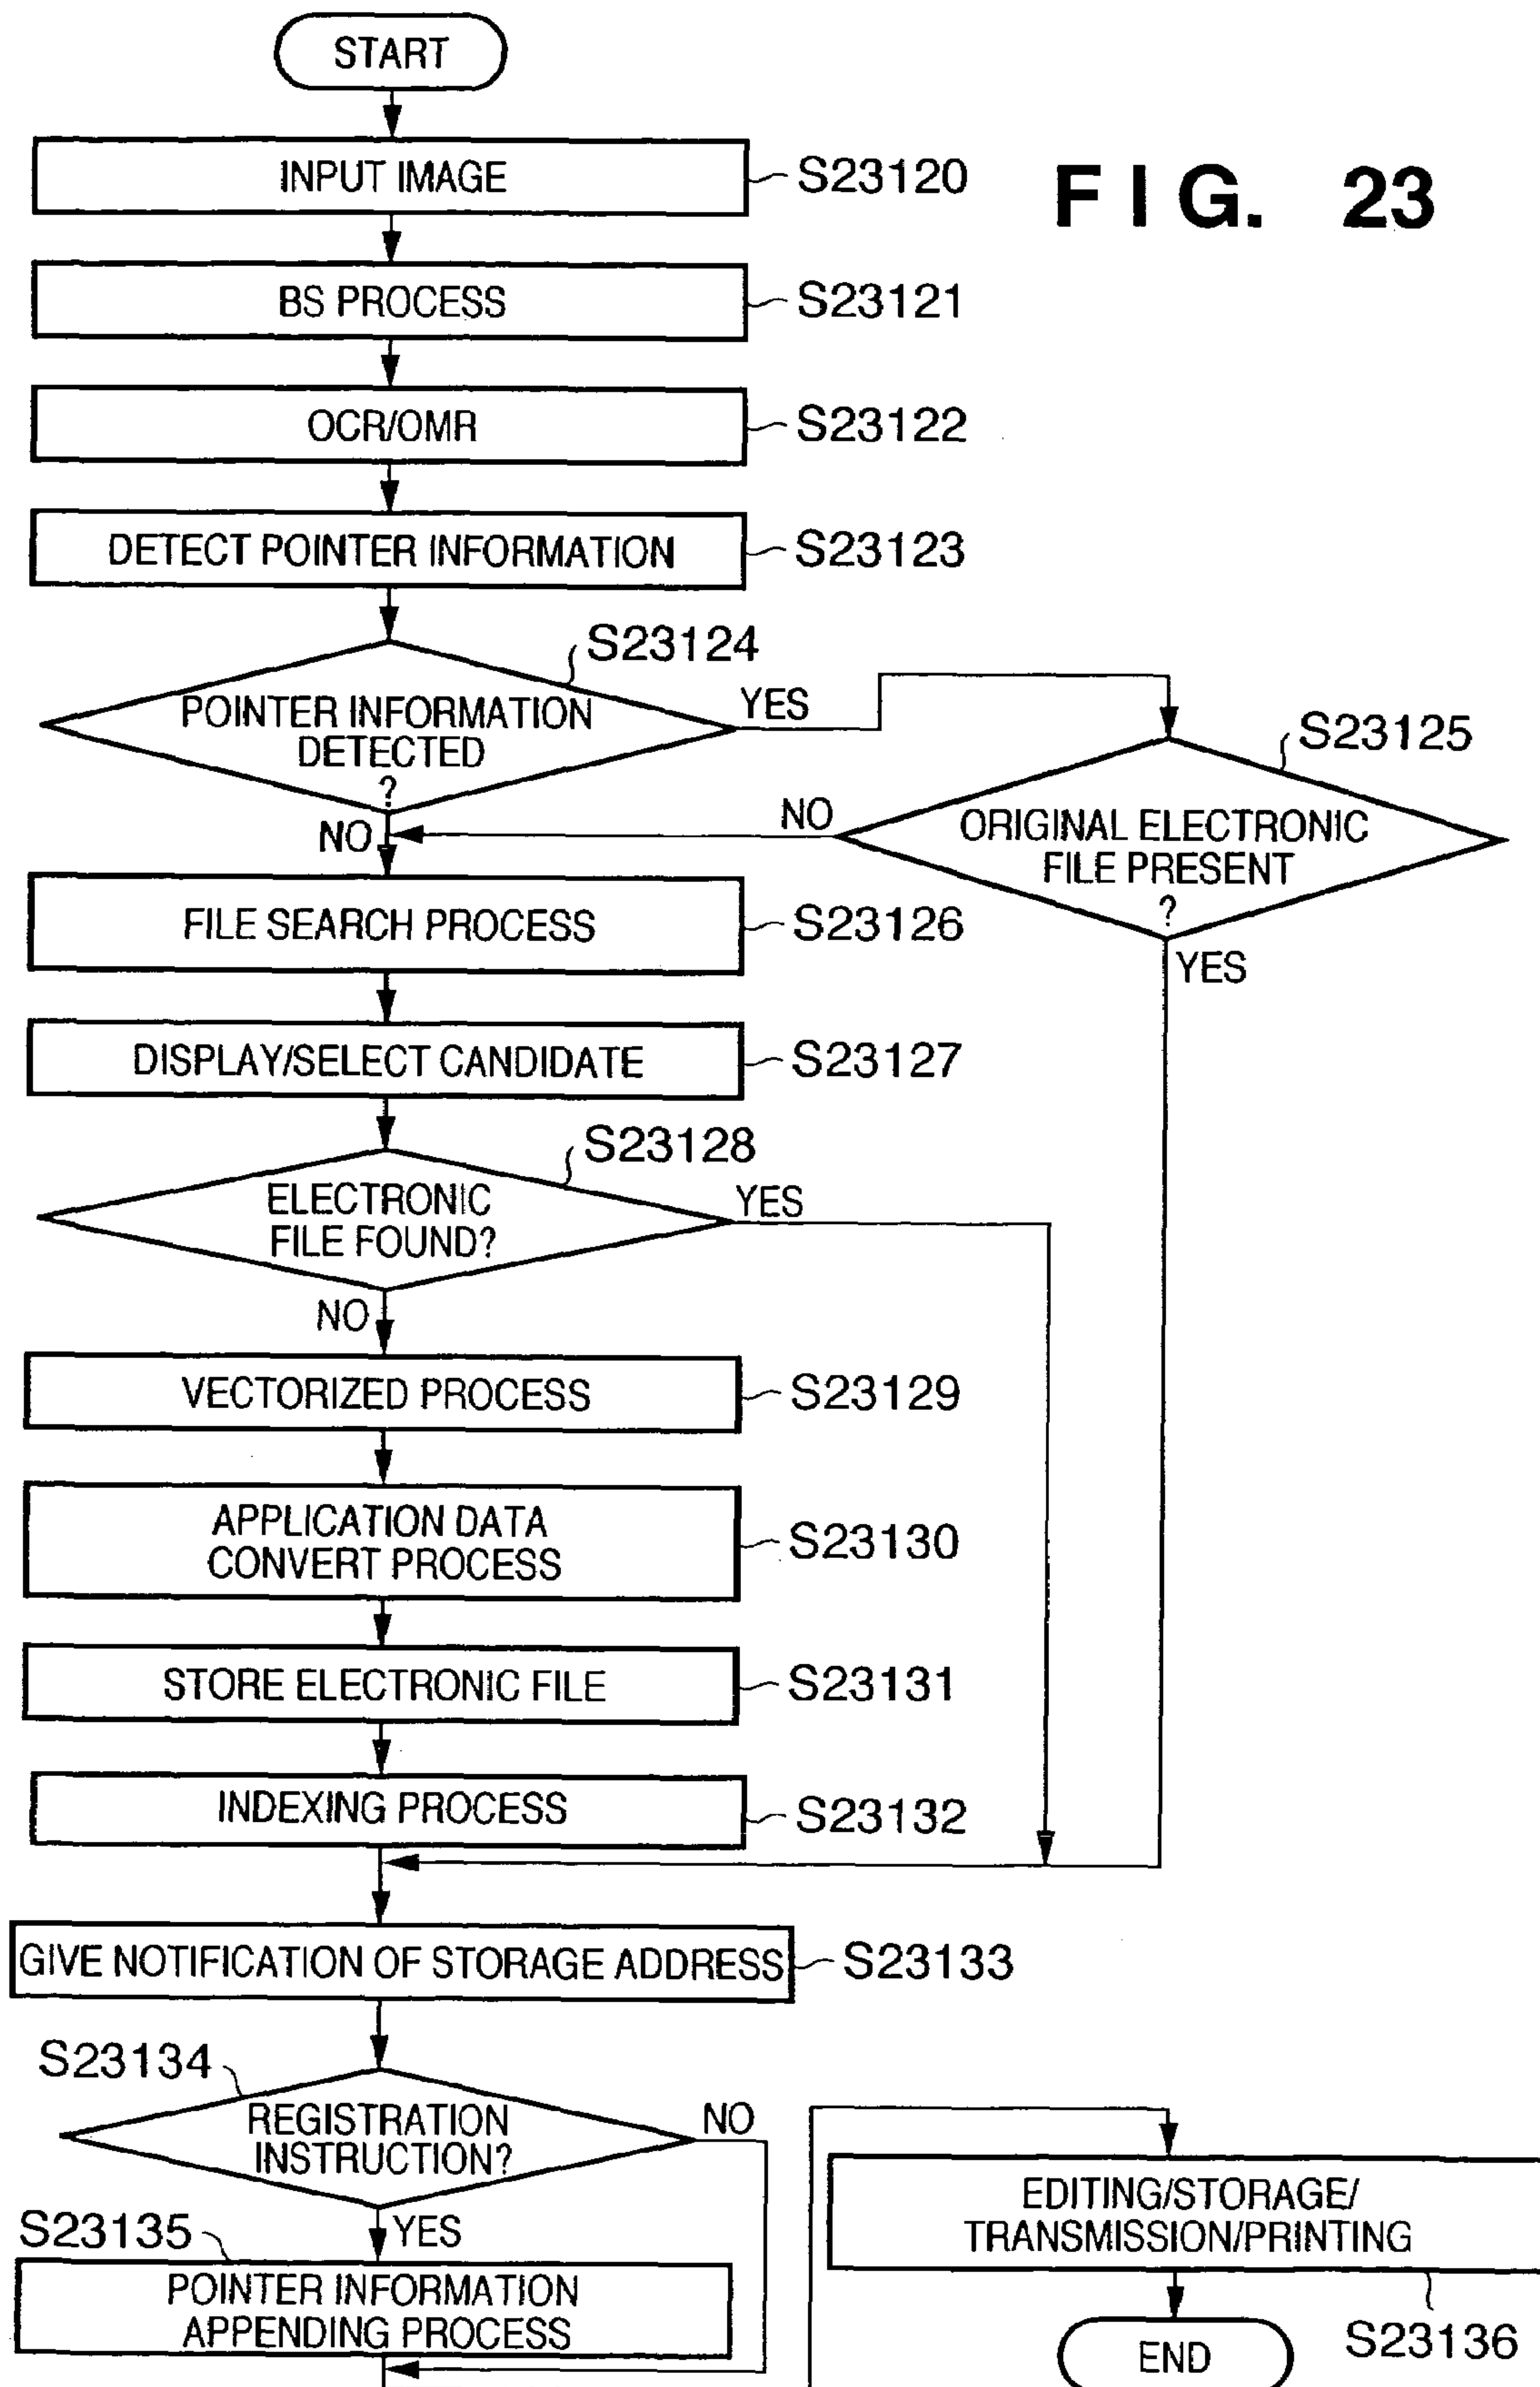 START
INPUT IMAGE
S23120
FIG. 23
BS PROCESS
S23121
OCR/OMR
S23122
DETECT POINTER INFORMATION
S23123
S23124
POINTER INFORMATION
DETECTED
?
YES
NO
S23125
ORIGINAL ELECTRONIC
FILE PRESENT
?
NO
YES
FILE SEARCH PROCESS
S23126
DISPLAY/SELECT CANDIDATE
S23127
S23128
ELECTRONIC
FILE FOUND?
YES
NO
VECTORIZED PROCESS
S23129
APPLICATION DATA
CONVERT PROCESS
S23130
STORE ELECTRONIC FILE
S23131
INDEXING PROCESS
S23132
GIVE NOTIFICATION OF STORAGE ADDRESS
S23133
S23134
REGISTRATION
INSTRUCTION?
NO
YES
S23135
POINTER INFORMATION
APPENDING PROCESS
EDITING/STORAGE/
TRANSMISSION/PRINTING
S23136
END